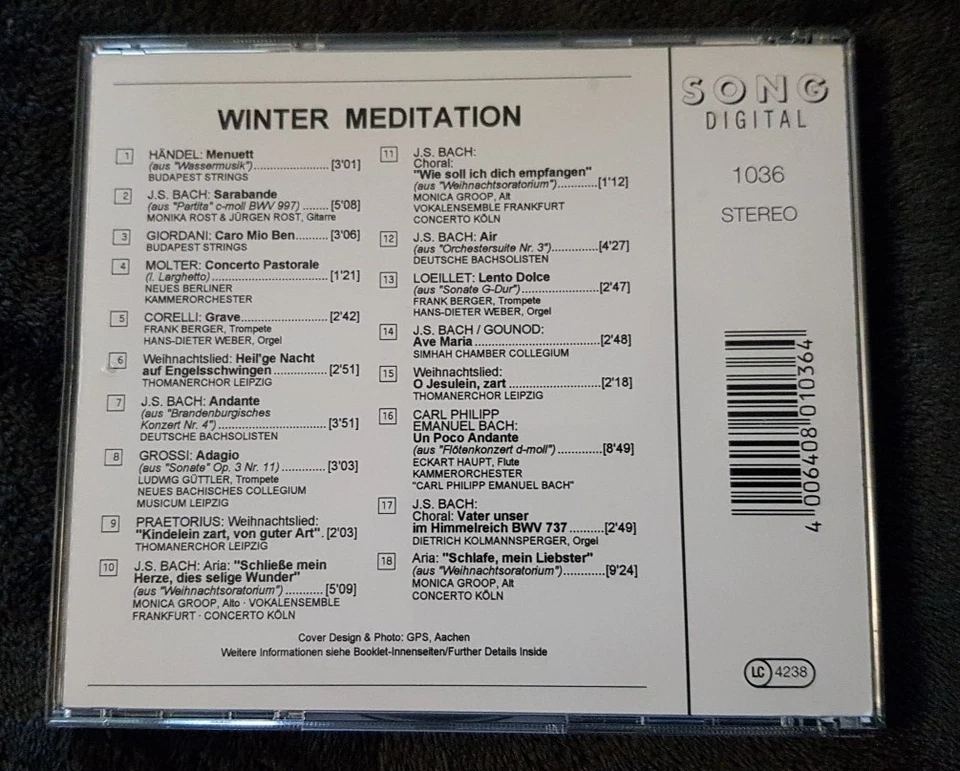 WINTER MEDITATION
1 HÄNDEL: Menuett
(aus "Wassermusik")..................[3'01]
BUDAPEST STRINGS
2 J.S. BACH: Sarabande
(aus "Partita" c-moll BWV 997) .......[5'08]
MONIKA ROST & JÜRGEN ROST, Gitarre
3 GIORDANI: Caro Mio Ben.........[3'06]
BUDAPEST STRINGS
4 MOLTER: Concerto Pastorale
(I. Larghetto)..............................[1'21]
NEUES BERLINER
KAMMERORCHESTER
5 CORELLI: Grave.......................[2'42]
FRANK BERGER, Trompete
HANS-DIETER WEBER, Orgel
6 Weihnachtslied: Heil'ge Nacht
auf Engelsschwingen ..............[2'51]
THOMANERCHOR LEIPZIG
7 J.S. BACH: Andante
(aus "Brandenburgisches
Konzert Nr. 4")...........................[3'51]
DEUTSCHE BACHSOLISTEN
8 GROSSI: Adagio
(aus "Sonate" Op. 3 Nr. 11)............[3'03]
LUDWIG GÜTTLER, Trompete
NEUES BACHISCHES COLLEGIUM
MUSICUM LEIPZIG
9 PRAETORIUS: Weihnachtslied:
"Kindelein zart, von guter Art". [2'03]
THOMANERCHOR LEIPZIG
10 J.S. BACH: Aria: "Schließe mein
Herze, dies selige Wunder"
(aus "Weihnachtsoratorium") ..........[5'09]
MONICA GROOP, Alto · VOKALENSEMBLE
FRANKFURT · CONCERTO KÖLN
11 J.S. BACH:
Choral:
"Wie soll ich dich empfangen"
(aus "Weihnachtsoratorium")...........[1'12]
MONICA GROOP, Alt
VOKALENSEMBLE FRANKFURT
CONCERTO KÖLN
12 J.S. BACH: Air
(aus "Orchestersuite Nr. 3")..............[4'27]
DEUTSCHE BACHSOLISTEN
13 LOEILLET: Lento Dolce
(aus "Sonate G-Dur").....................[2'47]
FRANK BERGER, Trompete
HANS-DIETER WEBER, Orgel
14 J.S. BACH / GOUNOD:
Ave Maria ................................[2'48]
SIMHAH CHAMBER COLLEGIUM
15 Weihnachtslied:
O Jesulein, zart ........................[2'18]
THOMANERCHOR LEIPZIG
16 CARL PHILIPP
EMANUEL BACH:
Un Poco Andante
(aus "Flötenkonzert d-moll")............[8'49]
ECKART HAUPT, Flute
KAMMERORCHESTER
"CARL PHILIPP EMANUEL BACH"
17 J.S. BACH:
Choral: Vater unser
im Himmelreich BWV 737.........[2'49]
DIETRICH KOLMANNSPERGER, Orgel
18 Aria: "Schlafe, mein Liebster"
(aus "Weihnachtsoratorium")............[9'24]
MONICA GROOP, Alt
CONCERTO KÖLN
Cover Design & Photo: GPS, Aachen
Weitere Informationen siehe Booklet-Innenseiten/Further Details Inside
SONG
DIGITAL
1036
STEREO
4 006408 010364
LC 4238